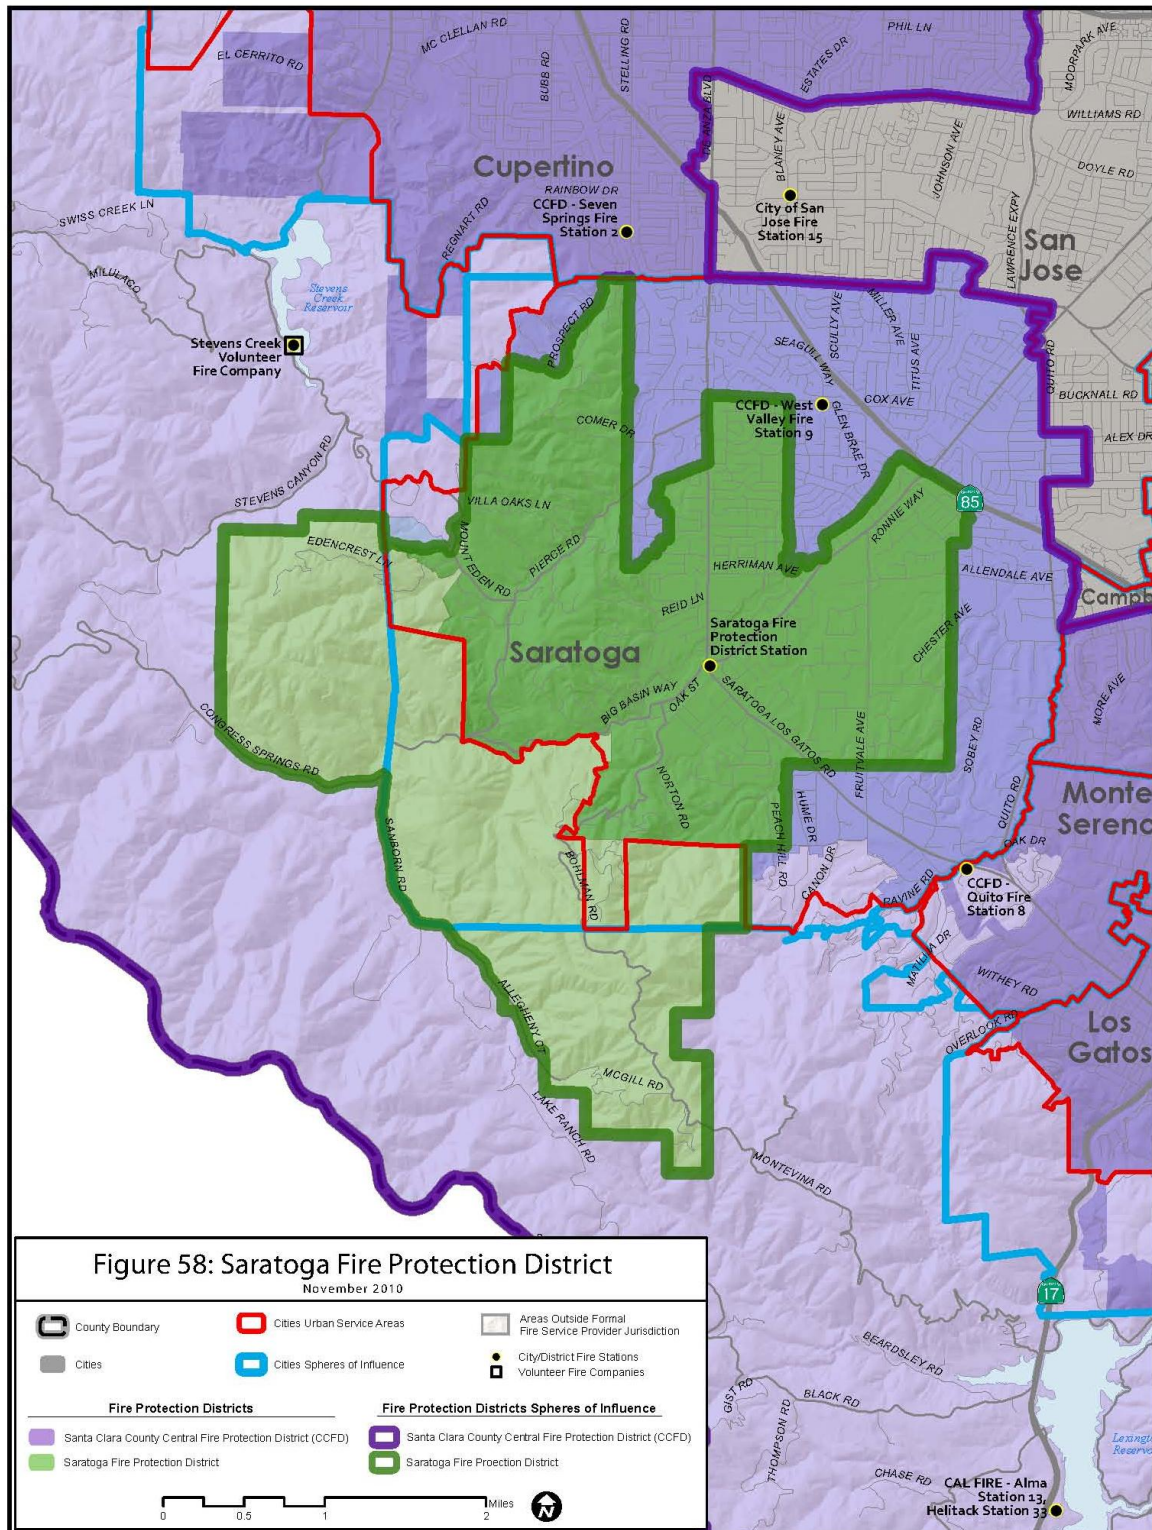 PHIL LN
MC CLELLAN RD
STELLING RD
ESTATES DR
MOORPARK AVE
EL CERRITO RD
BUBB RD
DE ANZA BLVD
WILLIAMS RD
BLANEY AVE
JOHNSON AVE
DOYLE RD
Cupertino
RAINBOW DR
CCFD - Seven
Springs Fire
Station 2
City of San
Jose Fire
Station 15
LAWRENCE EXPY
San
Jose
SWISS CREEK LN
REGNART RD
MILULACO
Stevens
Creek
Reservoir
PROSPECT RD
SCULLY AVE
MILLER AVE
TITUS AVE
SEAGULL WAY
QUITO RD
Stevens Creek
Volunteer
Fire Company
BUCKNALL RD
COX AVE
CCFD - West
Valley Fire
Station 9
GLEN BRAE DR
COMER DR
ALEX DR
STEVENS CANYON RD
VILLA OAKS LN
RONNIE WAY
85
EDENCREST LN
MOUNT EDEN RD
PIERCE RD
HERRIMAN AVE
ALLENDALE AVE
REID LN
Campb
CHESTER AVE
Saratoga Fire
Protection
District Station
Saratoga
BIG BASIN WAY
OAK ST
SARATOGA LOS GATOS RD
MORE AVE
CONGRESS SPRINGS RD
FRUITVALE AVE
SOBEY RD
NORTON RD
QUITO RD
Monte
Sereno
PEACH HILL RD
HUME DR
SANBORN RD
BOHLMAN RD
CANON DR
OAK DR
RAVINE RD
CCFD -
Quito Fire
Station 8
MATILIJA DR
WITHEY RD
ALLEGHENY CT
OVERLOOK RD
Los
Gatos
MCGILL RD
LAKE RANCH RD
MONTEVINA RD
17
BEARDSLEY RD
GIST RD
BLACK RD
THOMPSON RD
CHASE RD
Lexing
Reservo
CAL FIRE - Alma
Station 13,
Helitack Station 33
Figure 58: Saratoga Fire Protection District
November 2010
County Boundary
Cities Urban Service Areas
Areas Outside Formal
Fire Service Provider Jurisdiction
Cities
Cities Spheres of Influence
City/District Fire Stations
Volunteer Fire Companies
Fire Protection Districts
Fire Protection Districts Spheres of Influence
Santa Clara County Central Fire Protection District (CCFD)
Santa Clara County Central Fire Protection District (CCFD)
Saratoga Fire Protection District
Saratoga Fire Proection District
0 0.5 1 2 Miles
N